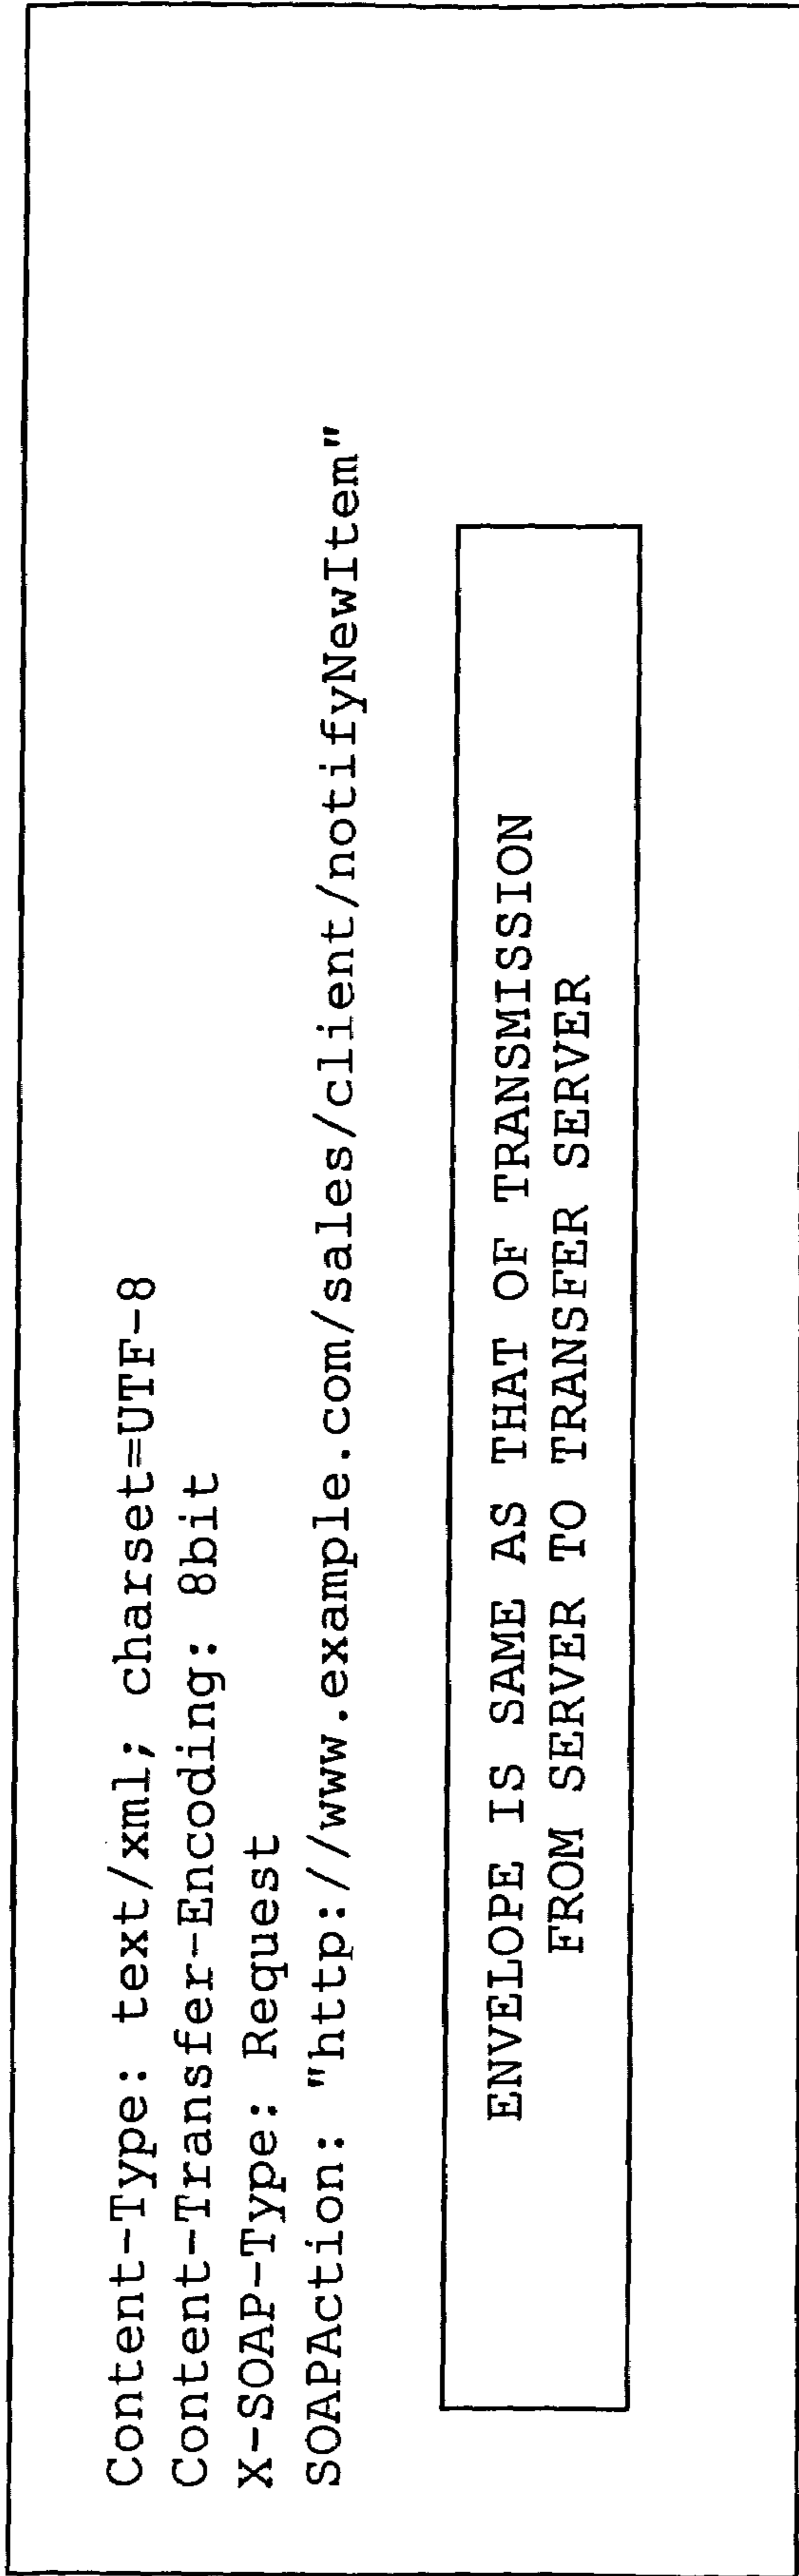 Content-Type: text/xml; charset=UTF-8
Content-Transfer-Encoding: 8bit
X-SOAP-Type: Request
SOAPAction: "http://www.example.com/sales/client/notifyNewItem"
ENVELOPE IS SAME AS THAT OF TRANSMISSION
FROM SERVER TO TRANSFER SERVER